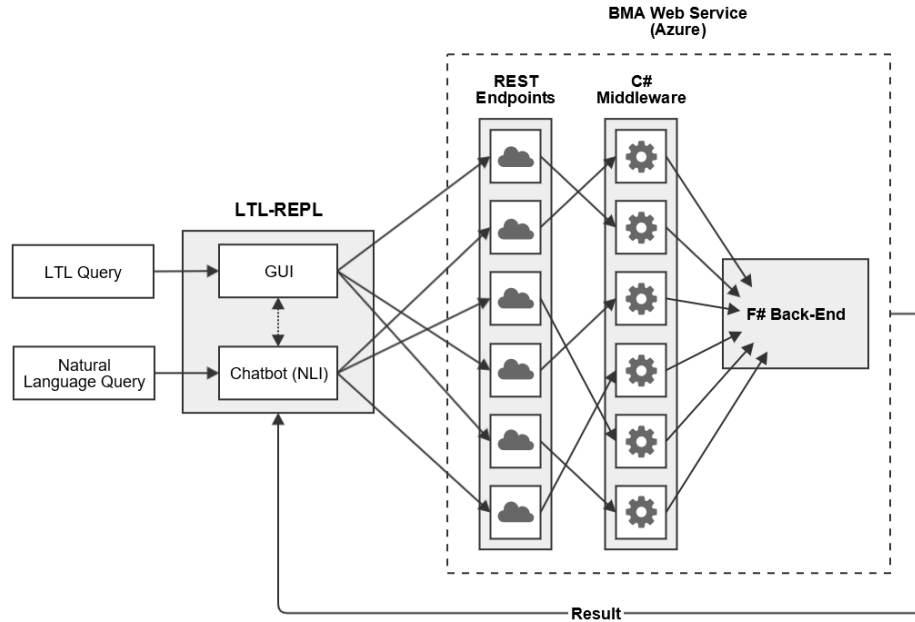 BMA Web Service
(Azure)
REST
Endpoints
C#
Middleware
LTL-REPL
LTL Query
GUI
Natural
Language Query
Chatbot (NLI)
F# Back-End
Result